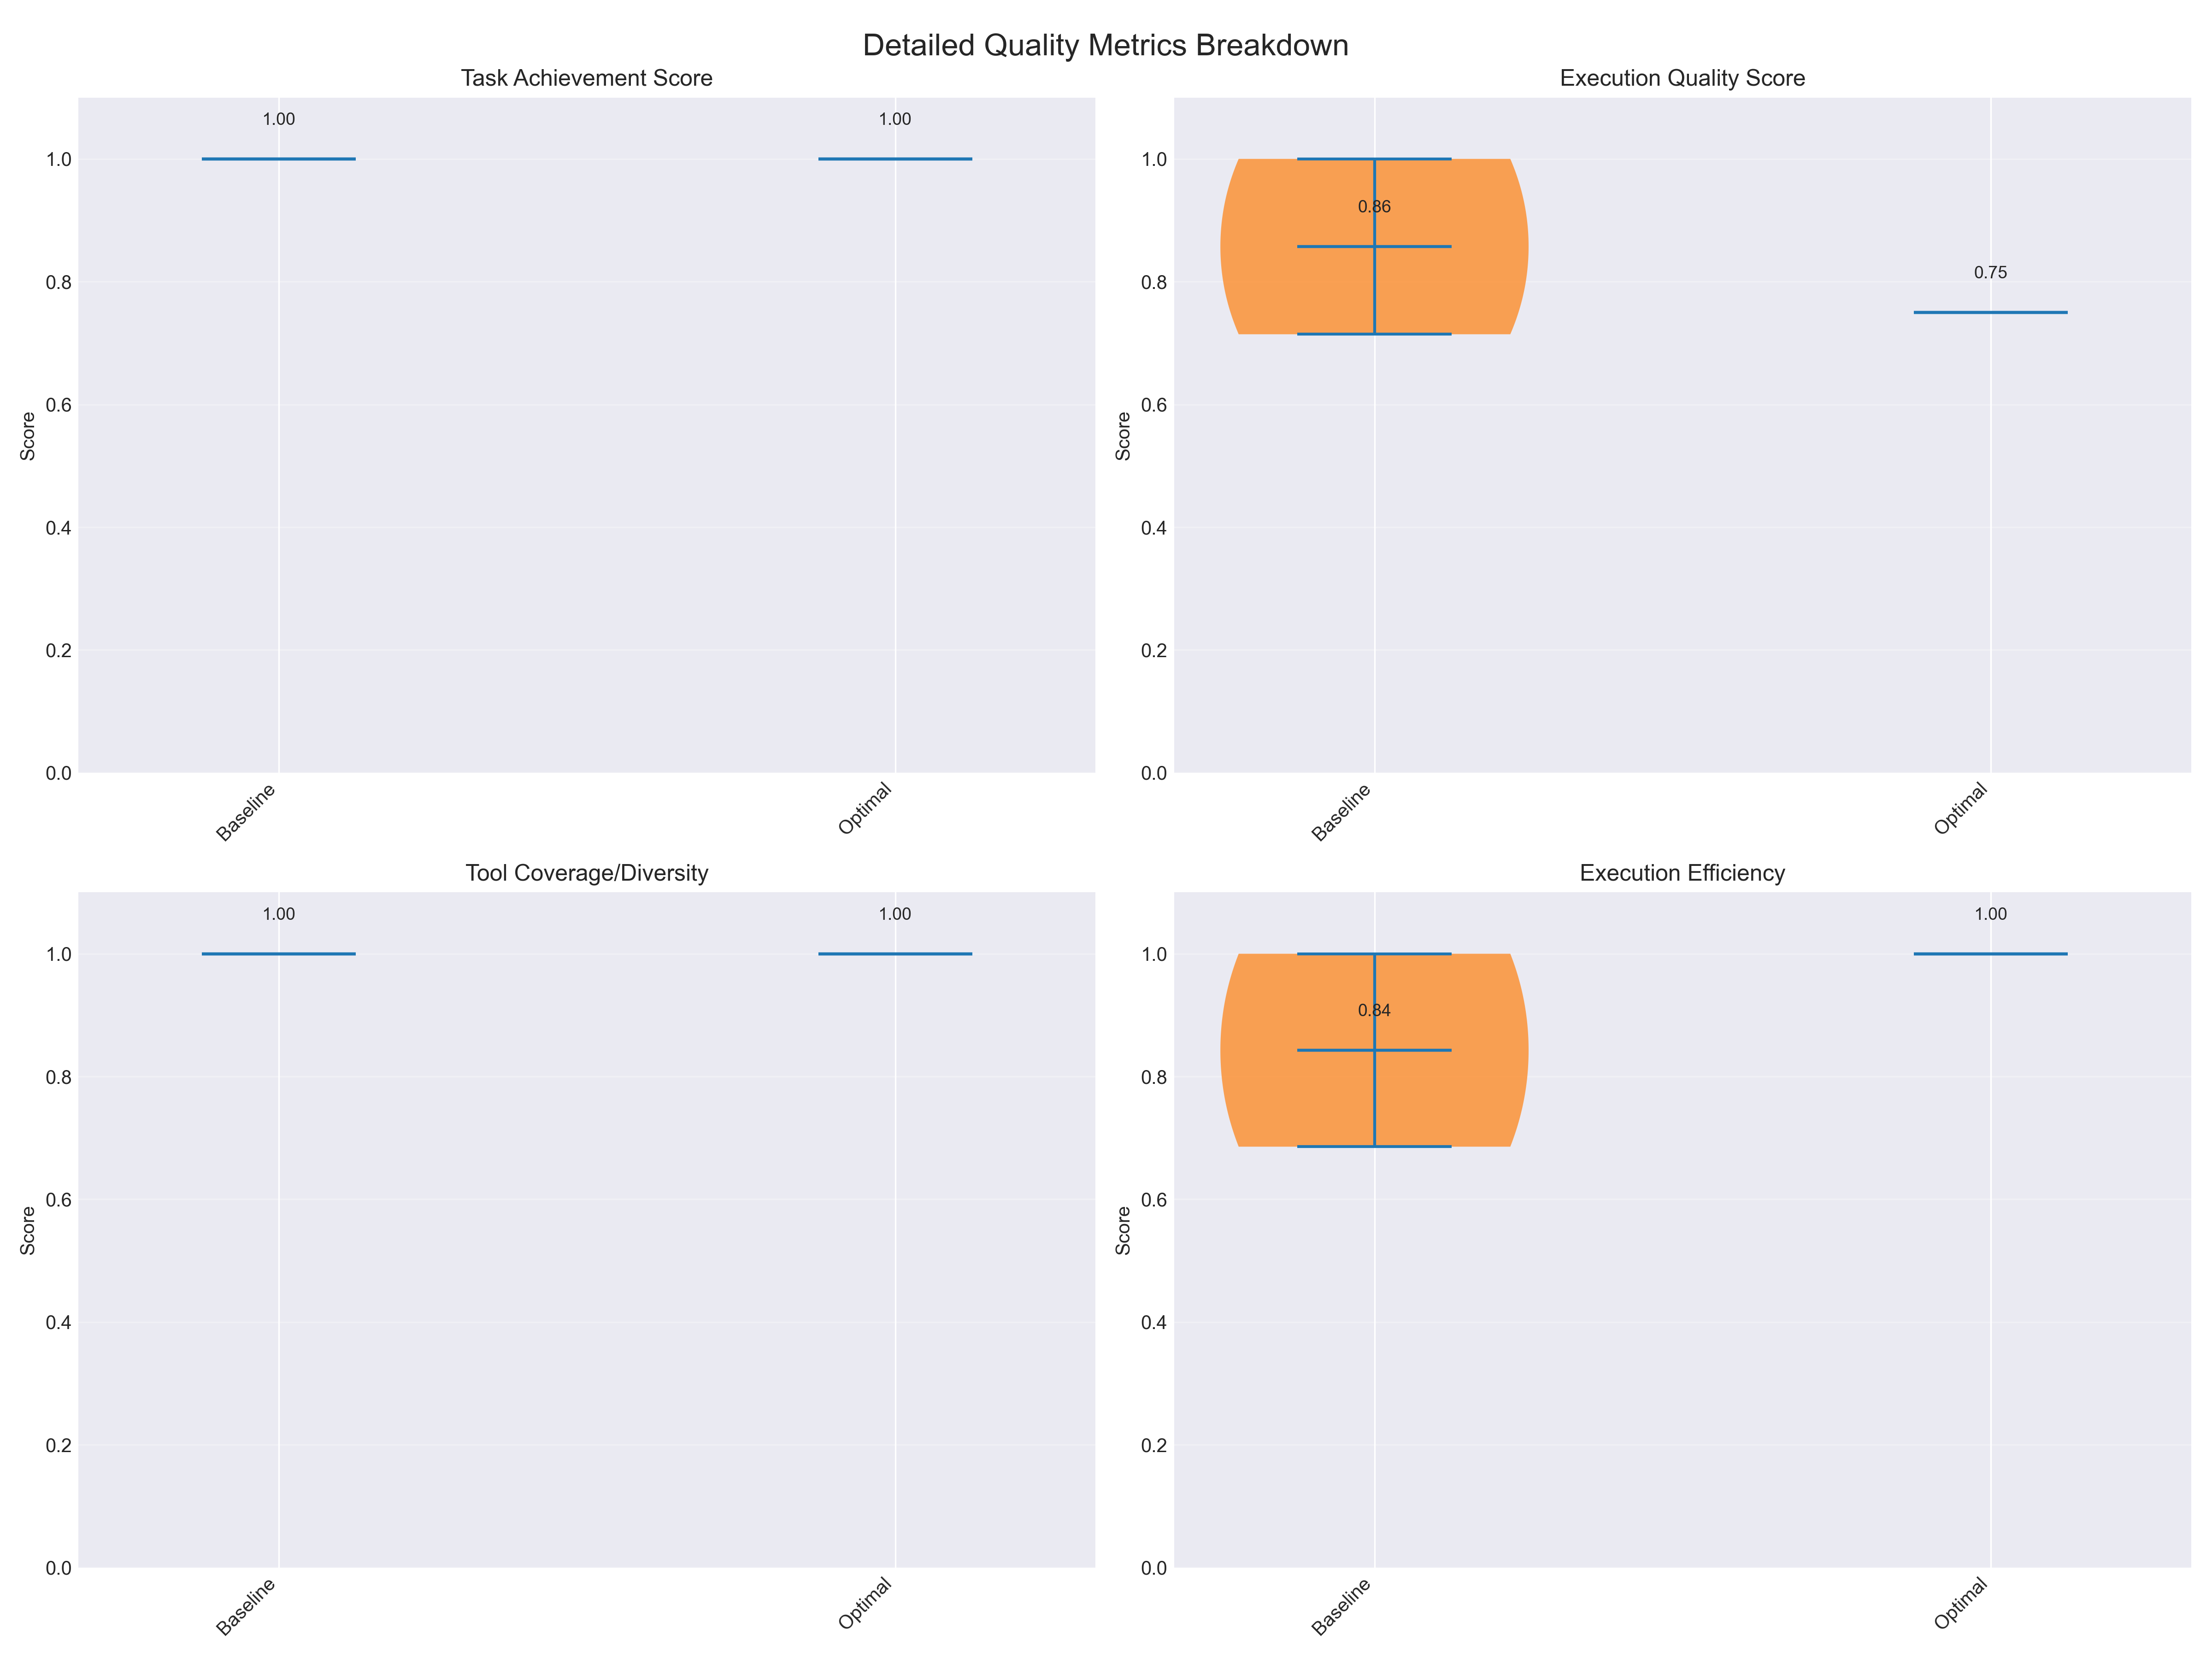 Detailed Quality Metrics Breakdown
Task Achievement Score
1.00
1.00
1.0
0.8
0.6
0.4
0.2
0.0
Score
Baseline
Optimal
Execution Quality Score
0.86
0.75
1.0
0.8
0.6
0.4
0.2
0.0
Score
Baseline
Optimal
Tool Coverage/Diversity
1.00
1.00
1.0
0.8
0.6
0.4
0.2
0.0
Score
Baseline
Optimal
Execution Efficiency
1.00
0.84
1.0
0.8
0.6
0.4
0.2
0.0
Score
Baseline
Optimal